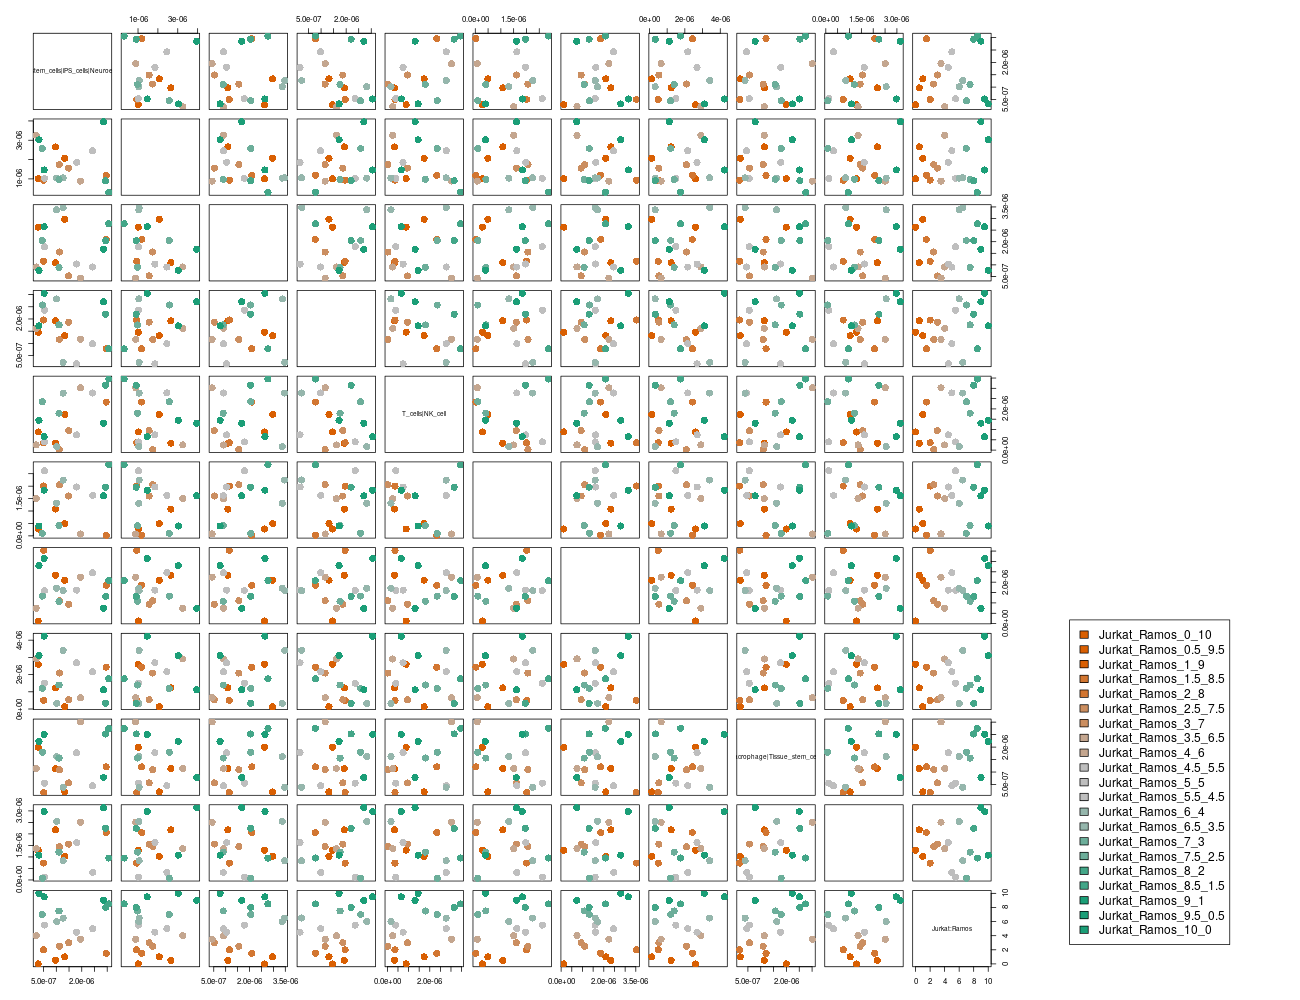 1e-06 3e-06
5.0e-07 2.0e-06
0.0e+00 1.5e-06
0e+00 2e-06 4e-06
0.0e+00 1.5e-06 3.0e-06
tem_cells|IPS_cells|Neuroe
5.0e-07 2.0e-06
1e-06 3e-06
5.0e-07 2.0e-06 3.5e-06
5.0e-07 2.0e-06
T_cells|NK_cell
0.0e+00 2.0e-06
0.0e+00 1.5e-06
0.0e+00 2.0e-06
0e+00 2e-06 4e-06
crophage|Tissue_stem_ce
5.0e-07 2.0e-06
0.0e+00 1.5e-06 3.0e-06
Jurkat:Ramos
0 2 4 6 8 10
5.0e-07 2.0e-06
5.0e-07 2.0e-06 3.5e-06
0.0e+00 2.0e-06
0.0e+00 2.0e-06 3.5e-06
5.0e-07 2.0e-06
0 2 4 6 8 10
Jurkat_Ramos_0_10
Jurkat_Ramos_0.5_9.5
Jurkat_Ramos_1_9
Jurkat_Ramos_1.5_8.5
Jurkat_Ramos_2_8
Jurkat_Ramos_2.5_7.5
Jurkat_Ramos_3_7
Jurkat_Ramos_3.5_6.5
Jurkat_Ramos_4_6
Jurkat_Ramos_4.5_5.5
Jurkat_Ramos_5_5
Jurkat_Ramos_5.5_4.5
Jurkat_Ramos_6_4
Jurkat_Ramos_6.5_3.5
Jurkat_Ramos_7_3
Jurkat_Ramos_7.5_2.5
Jurkat_Ramos_8_2
Jurkat_Ramos_8.5_1.5
Jurkat_Ramos_9_1
Jurkat_Ramos_9.5_0.5
Jurkat_Ramos_10_0